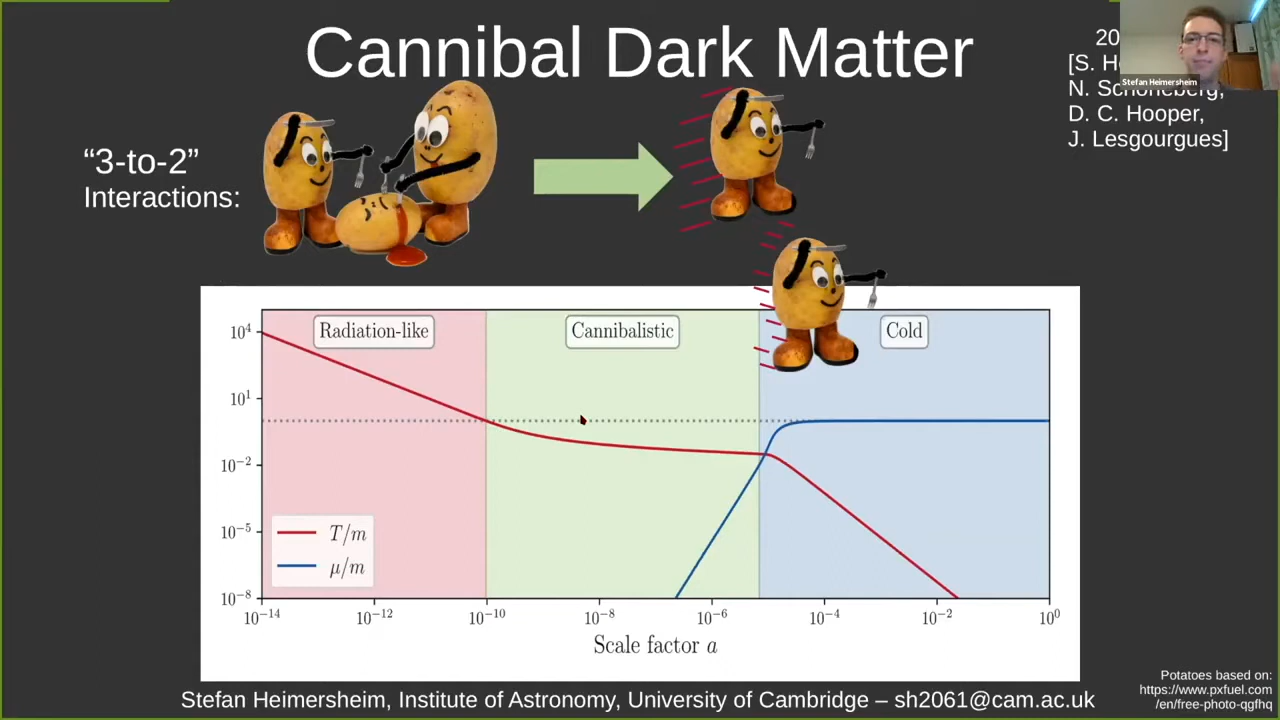 Cannibal Dark Matter
20
[S. H
N. Schöneberg,
D. C. Hooper,
J. Lesgourgues]
Stefan Heimersheim
“3-to-2”
Interactions:
Radiation-like
Cannibalistic
Cold
10⁴
10¹
10⁻²
10⁻⁵
10⁻⁸
T/m
μ/m
10⁻¹⁴ 10⁻¹² 10⁻¹⁰ 10⁻⁸ 10⁻⁶ 10⁻⁴ 10⁻² 10⁰
Scale factor a
Stefan Heimersheim, Institute of Astronomy, University of Cambridge – sh2061@cam.ac.uk
Potatoes based on:
https://www.pxfuel.com
/en/free-photo-qgfhq